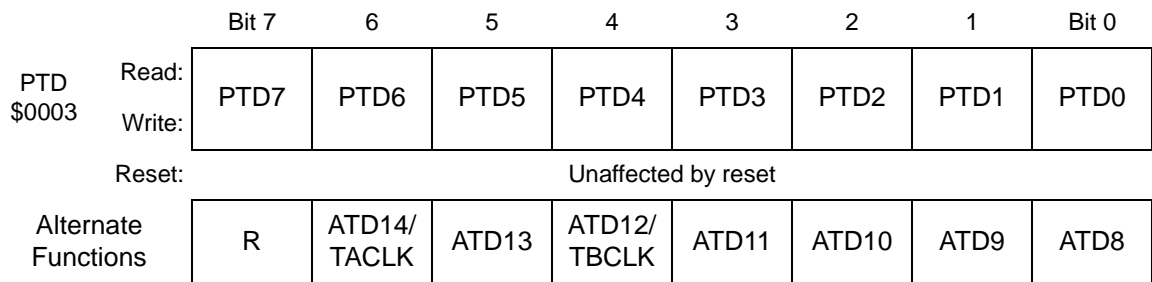 Bit 7 6 5 4 3 2 1 Bit 0
PTD
$0003
Read:
Write:
PTD7 PTD6 PTD5 PTD4 PTD3 PTD2 PTD1 PTD0
Reset: Unaffected by reset
Alternate
Functions
R ATD14/
TACLK ATD13 ATD12/
TBCLK ATD11 ATD10 ATD9 ATD8